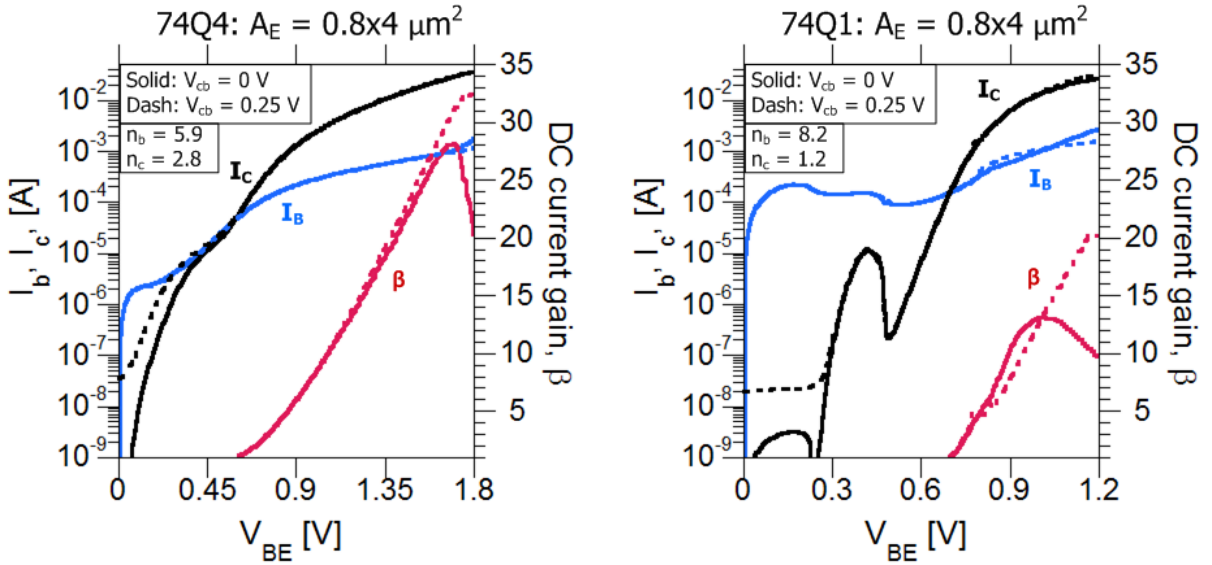 74Q4: A_E = 0.8x4 μm²
Solid: V_cb = 0 V
Dash: V_cb = 0.25 V
n_b = 5.9
n_c = 2.8
I_C
I_B
β
10⁻²
10⁻³
10⁻⁴
10⁻⁵
10⁻⁶
10⁻⁷
10⁻⁸
10⁻⁹
I_b, I_c, [A]
35
30
25
20
15
10
5
DC current gain, β
0 0.45 0.9 1.35 1.8
V_BE [V]
74Q1: A_E = 0.8x4 μm²
Solid: V_cb = 0 V
Dash: V_cb = 0.25 V
n_b = 8.2
n_c = 1.2
I_C
I_B
β
10⁻²
10⁻³
10⁻⁴
10⁻⁵
10⁻⁶
10⁻⁷
10⁻⁸
10⁻⁹
I_b, I_c, [A]
35
30
25
20
15
10
5
DC current gain, β
0 0.3 0.6 0.9 1.2
V_BE [V]